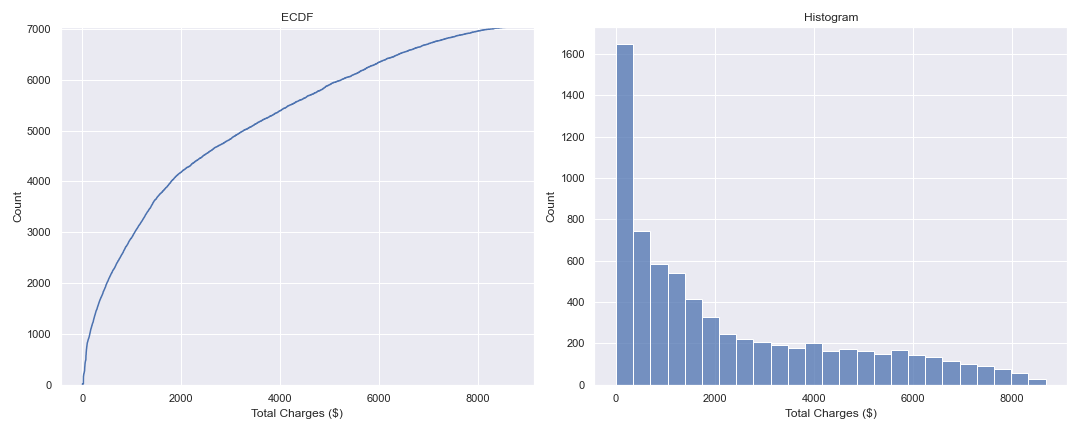 ECDF
7000
6000
5000
4000
3000
2000
1000
0
Count
0 2000 4000 6000 8000
Total Charges ($)
Histogram
1600
1400
1200
1000
800
600
400
200
0
Count
0 2000 4000 6000 8000
Total Charges ($)